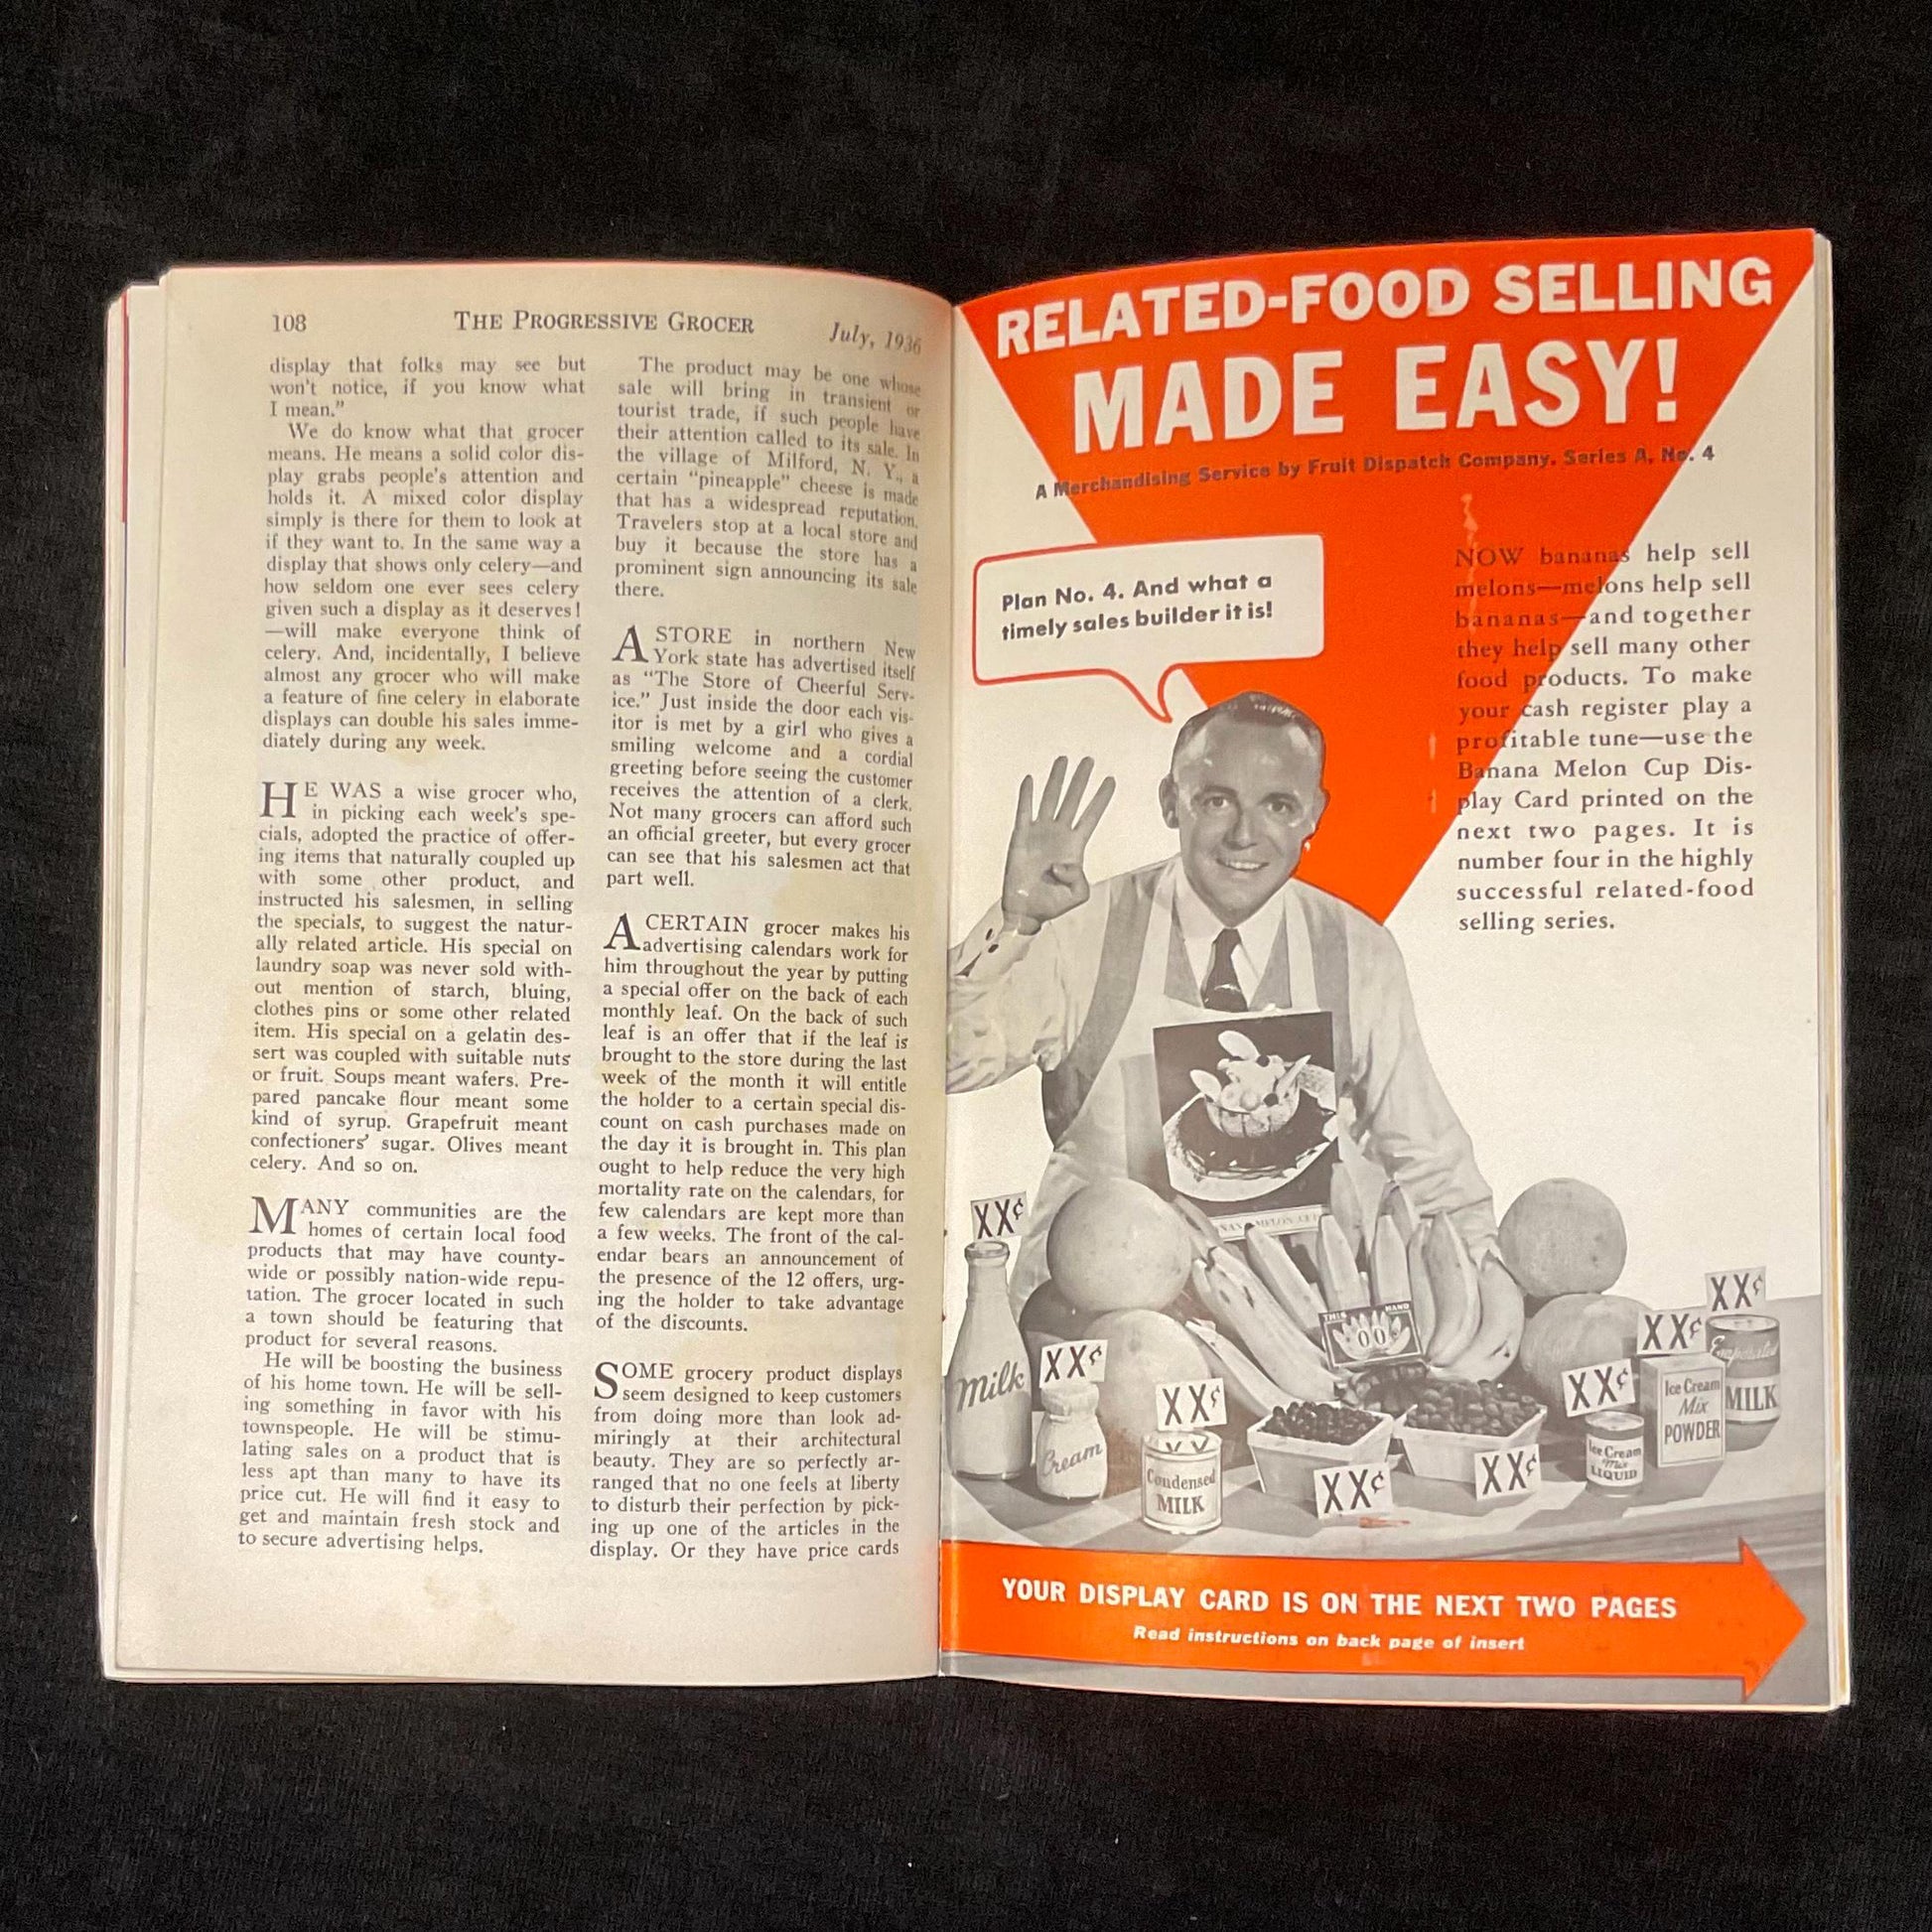 108 THE PROGRESSIVE GROCER July, 1936
display that folks may see but
won't notice, if you know what
I mean."
We do know what that grocer
means. He means a solid color dis-
play grabs people's attention and
holds it. A mixed color display
simply is there for them to look at
if they want to. In the same way a
display that shows only celery—and
how seldom one ever sees celery
given such a display as it deserves!
—will make everyone think of
celery. And, incidentally, I believe
almost any grocer who will make
a feature of fine celery in elaborate
displays can double his sales imme-
diately during any week.
HE WAS a wise grocer who,
in picking each week's spe-
cials, adopted the practice of offer-
ing items that naturally coupled up
with some other product, and
instructed his salesmen, in selling
the specials, to suggest the natur-
ally related article. His special on
laundry soap was never sold with-
out mention of starch, bluing,
clothes pins or some other related
item. His special on a gelatin des-
sert was coupled with suitable nuts
or fruit. Soups meant wafers. Pre-
pared pancake flour meant some
kind of syrup. Grapefruit meant
confectioners' sugar. Olives meant
celery. And so on.
MANY communities are the
homes of certain local food
products that may have county-
wide or possibly nation-wide repu-
tation. The grocer located in such
a town should be featuring that
product for several reasons.
He will be boosting the business
of his home town. He will be sell-
ing something in favor with his
townspeople. He will be stimu-
lating sales on a product that is
less apt than many to have its
price cut. He will find it easy to
get and maintain fresh stock and
to secure advertising helps.
The product may be one whose
sale will bring in transient or
tourist trade, if such people have
their attention called to its sale. In
the village of Milford, N. Y., a
certain "pineapple" cheese is made
that has a widespread reputation.
Travelers stop at a local store and
buy it because the store has a
prominent sign announcing its sale
there.
A STORE in northern New
York state has advertised itself
as "The Store of Cheerful Serv-
ice." Just inside the door each vis-
itor is met by a girl who gives a
smiling welcome and a cordial
greeting before seeing the customer
receives the attention of a clerk.
Not many grocers can afford such
an official greeter, but every grocer
can see that his salesmen act that
part well.
A CERTAIN grocer makes his
advertising calendars work for
him throughout the year by putting
a special offer on the back of each
monthly leaf. On the back of such
leaf is an offer that if the leaf is
brought to the store during the last
week of the month it will entitle
the holder to a certain special dis-
count on cash purchases made on
the day it is brought in. This plan
ought to help reduce the very high
mortality rate on the calendars, for
few calendars are kept more than
a few weeks. The front of the cal-
endar bears an announcement of
the presence of the 12 offers, urg-
ing the holder to take advantage
of the discounts.
SOME grocery product displays
seem designed to keep customers
from doing more than look ad-
miringly at their architectural
beauty. They are so perfectly ar-
ranged that no one feels at liberty
to disturb their perfection by pick-
ing up one of the articles in the
display. Or they have price cards
RELATED-FOOD SELLING
MADE EASY!
A Merchandising Service by Fruit Dispatch Company. Series A, No. 4
Plan No. 4. And what a
timely sales builder it is!
NOW bananas help sell
melons—melons help sell
bananas—and together
they help sell many other
food products. To make
your cash register play a
profitable tune—use the
Banana Melon Cup Dis-
play Card printed on the
next two pages. It is
number four in the highly
successful related-food
selling series.
MELON CUP
XX¢
Milk
XX¢
Cream
XX¢
Condensed
MILK
THIS HAND
00
XX¢
XX¢
XX¢
Ice Cream
Mix
LIQUID
XX¢
Ice Cream
Mix
POWDER
XX¢
Evaporated
MILK
YOUR DISPLAY CARD IS ON THE NEXT TWO PAGES
Read instructions on back page of insert